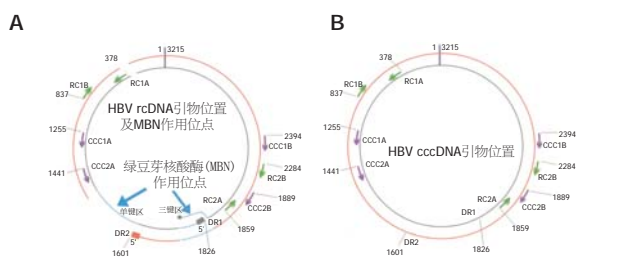 A
1 3215
378
RC1B
RC1A
837
HBV rcDNA引物位置
及MBN作用位点
1255
CCC1A
2394
CCC1B
绿豆芽核酸酶(MBN)
作用位点
2284
RC2B
CCC2A
1441
1889
CCC2B
RC2A
单键区
三键区
DR1
5'
1859
DR2
5'
1826
1601
B
1 3215
378
RC1B
RC1A
837
1255
CCC1A
2394
CCC1B
HBV cccDNA引物位置
CCC2A
1441
2284
RC2B
1889
RC2A
CCC2B
DR1
1859
DR2
1826
1601